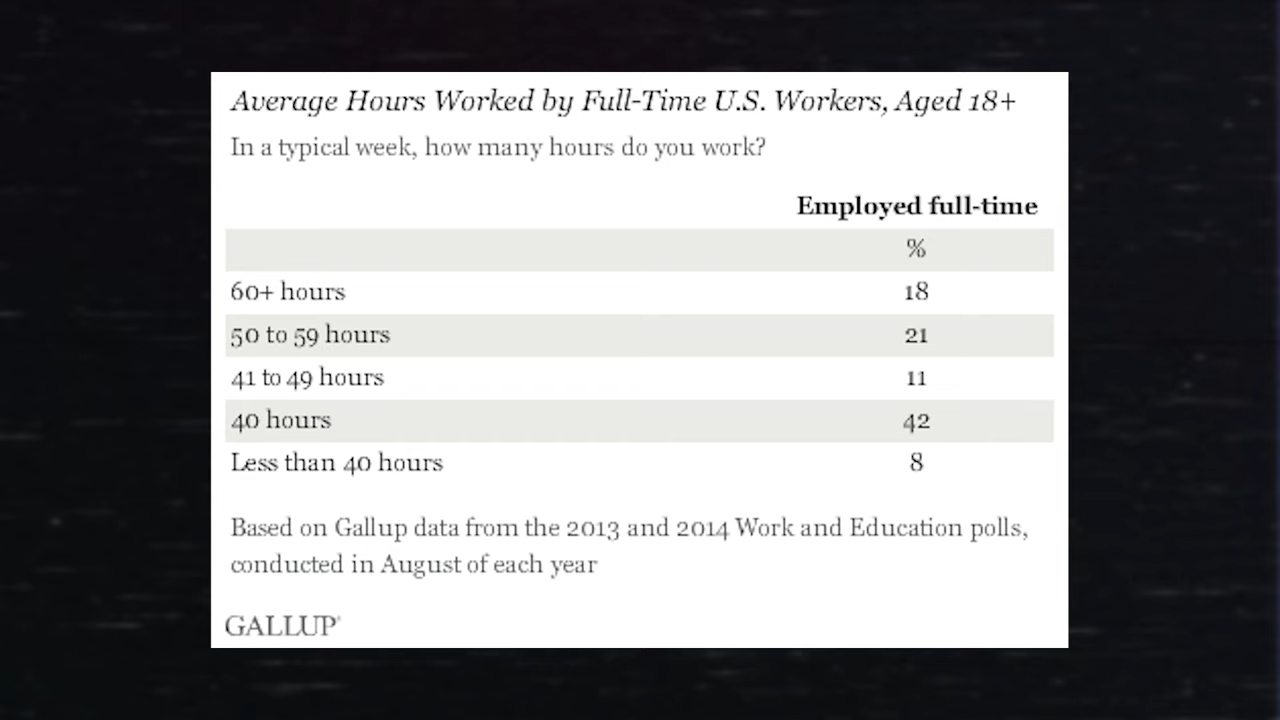 Average Hours Worked by Full-Time U.S. Workers, Aged 18+
In a typical week, how many hours do you work?
Employed full-time
%
60+ hours 18
50 to 59 hours 21
41 to 49 hours 11
40 hours 42
Less than 40 hours 8
Based on Gallup data from the 2013 and 2014 Work and Education polls,
conducted in August of each year
GALLUP®